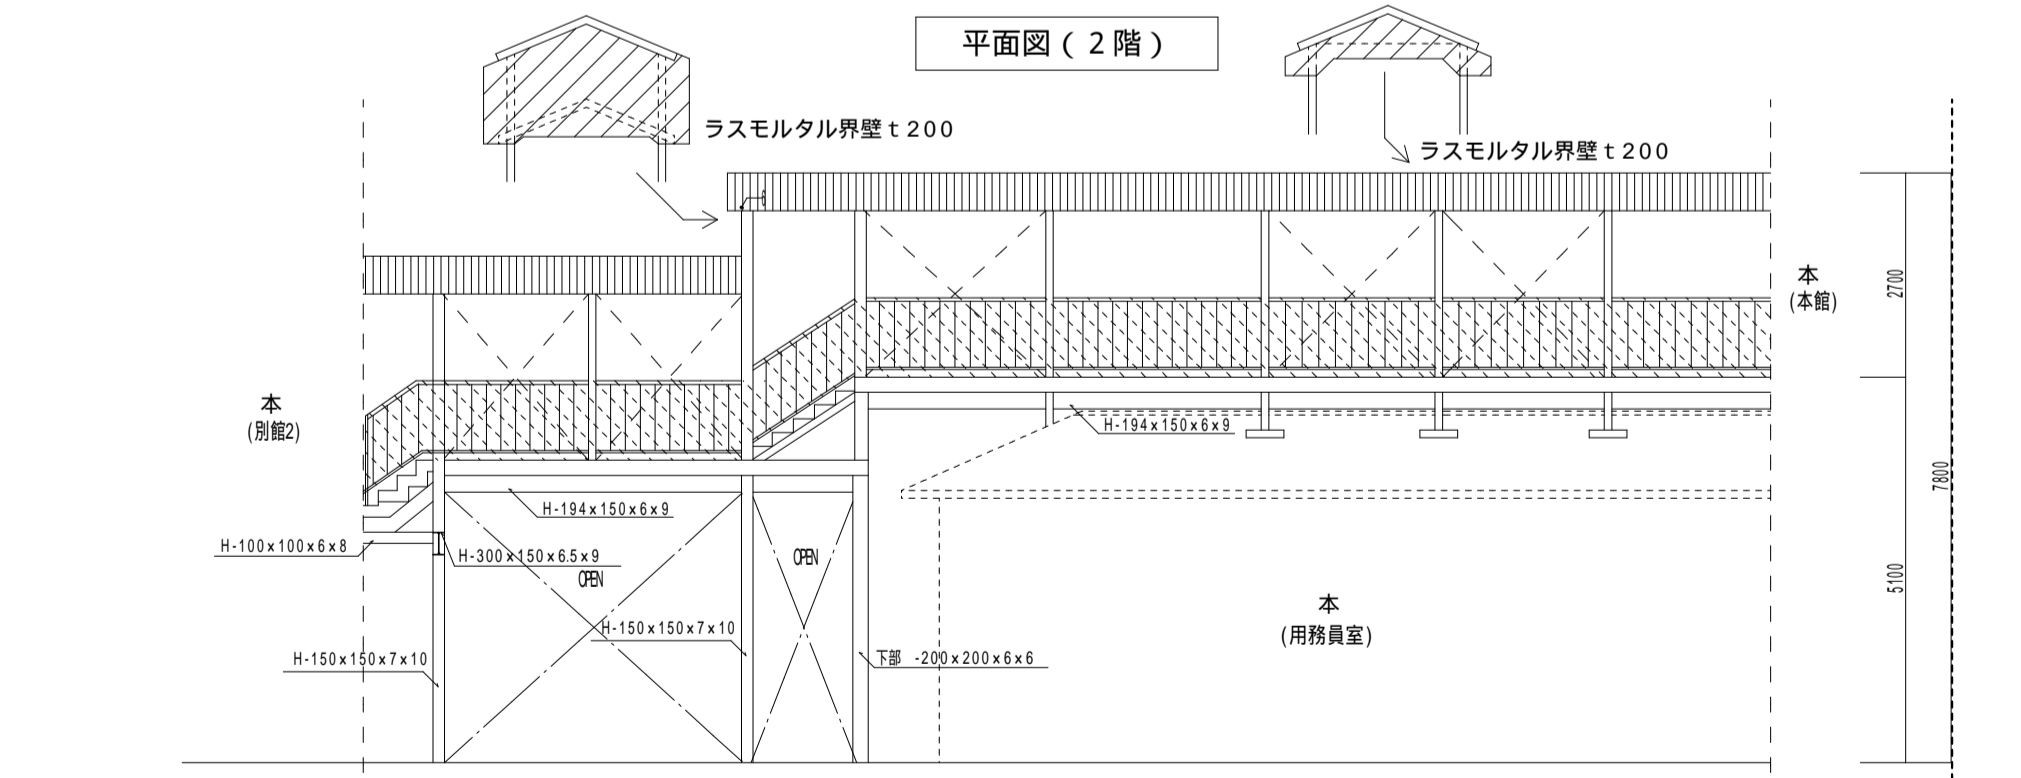 平面図(2階)
ラスモルタル界壁t200
ラスモルタル界壁t200
本
(本館)
2700
本
(別館2)
H-194x150x6x9
7800
H-194x150x6x9
H-100x100x6x8
H-300x150x6.5x9
OPEN
OPEN
5100
本
(用務員室)
H-150x150x7x10
H-150x150x7x10
下部 -200x200x6x6